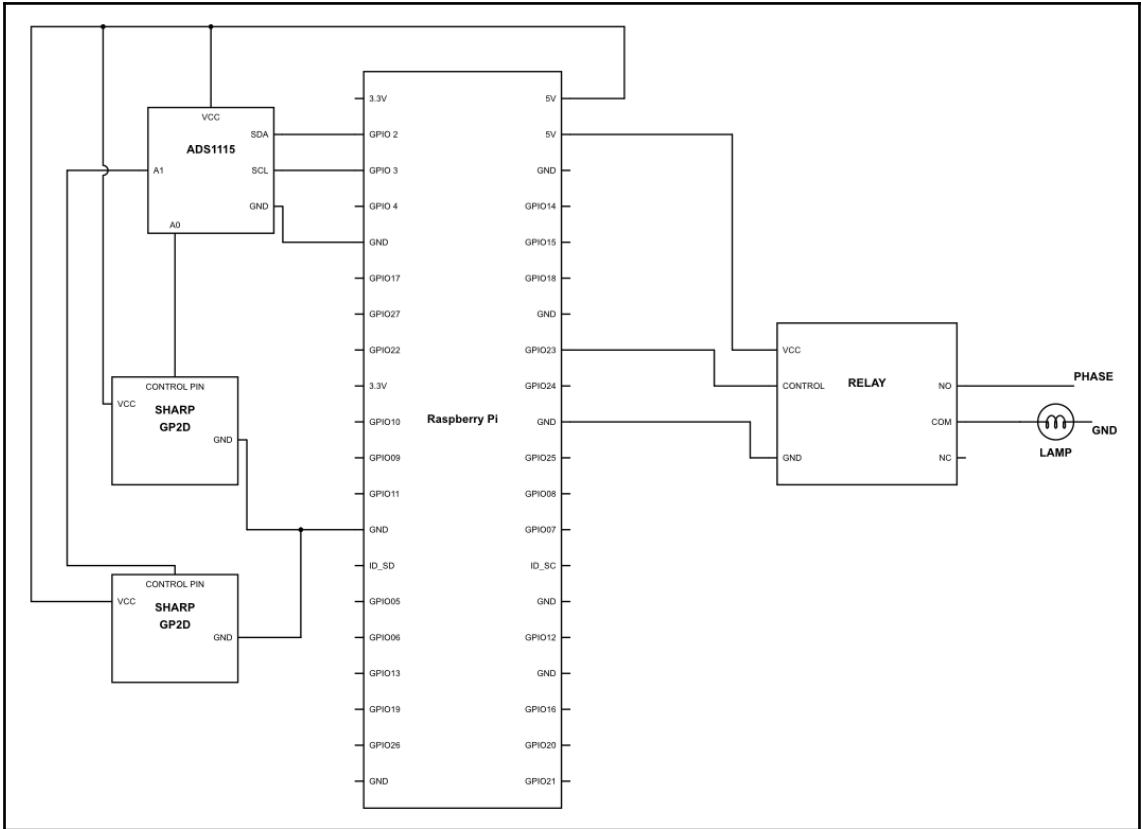 VCC
SDA
ADS1115
A1
SCL
GND
A0
CONTROL PIN
VCC
SHARP
GP2D
GND
CONTROL PIN
VCC
SHARP
GP2D
GND
3.3V
GPIO 2
GPIO 3
GPIO 4
GND
GPIO17
GPIO27
GPIO22
3.3V
GPIO10
GPIO09
GPIO11
GND
ID_SD
GPIO05
GPIO06
GPIO13
GPIO19
GPIO26
GND
Raspberry Pi
5V
5V
GND
GPIO14
GPIO15
GPIO18
GND
GPIO23
GPIO24
GND
GPIO25
GPIO08
GPIO07
ID_SC
GND
GPIO12
GND
GPIO16
GPIO20
GPIO21
VCC
CONTROL
RELAY
GND
NO
COM
NC
PHASE
GND
LAMP